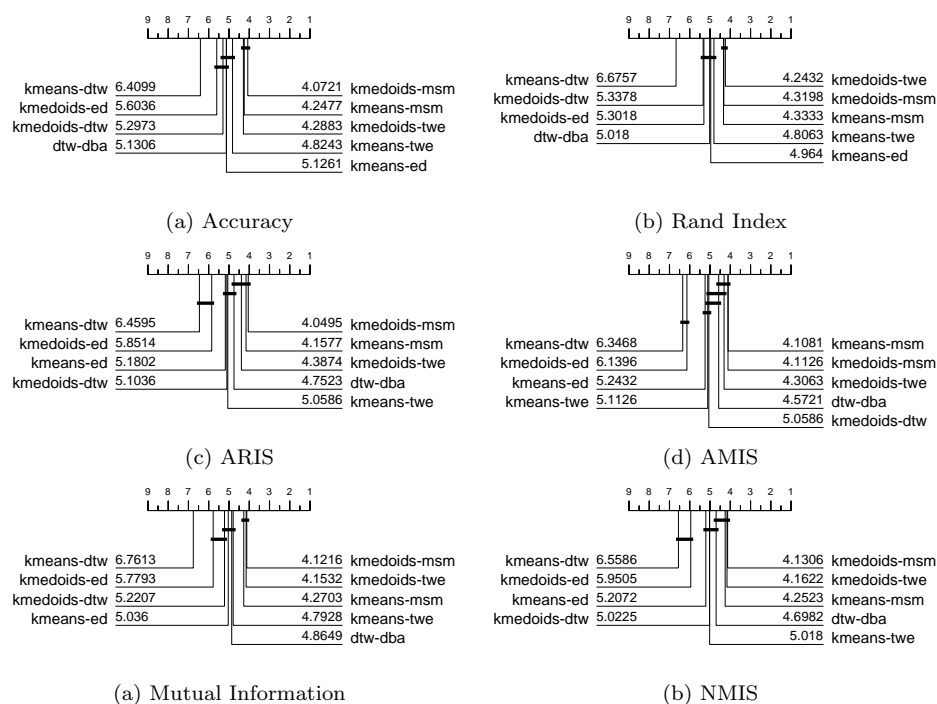 9 8 7 6 5 4 3 2 1
kmeans-dtw 6.4099
kmedoids-ed 5.6036
kmedoids-dtw 5.2973
dtw-dba 5.1306
4.0721 kmedoids-msm
4.2477 kmeans-msm
4.2883 kmedoids-twe
4.8243 kmeans-twe
5.1261 kmeans-ed
(a) Accuracy
9 8 7 6 5 4 3 2 1
kmeans-dtw 6.6757
kmedoids-dtw 5.3378
kmedoids-ed 5.3018
dtw-dba 5.018
4.2432 kmedoids-twe
4.3198 kmedoids-msm
4.3333 kmeans-msm
4.8063 kmeans-twe
4.964 kmeans-ed
(b) Rand Index
9 8 7 6 5 4 3 2 1
kmeans-dtw 6.4595
kmedoids-ed 5.8514
kmeans-ed 5.1802
kmedoids-dtw 5.1036
4.0495 kmedoids-msm
4.1577 kmeans-msm
4.3874 kmedoids-twe
4.7523 dtw-dba
5.0586 kmeans-twe
(c) ARIS
9 8 7 6 5 4 3 2 1
kmeans-dtw 6.3468
kmedoids-ed 6.1396
kmeans-ed 5.2432
kmeans-twe 5.1126
4.1081 kmeans-msm
4.1126 kmedoids-msm
4.3063 kmedoids-twe
4.5721 dtw-dba
5.0586 kmedoids-dtw
(d) AMIS
9 8 7 6 5 4 3 2 1
kmeans-dtw 6.7613
kmedoids-ed 5.7793
kmedoids-dtw 5.2207
kmeans-ed 5.036
4.1216 kmedoids-msm
4.1532 kmedoids-twe
4.2703 kmeans-msm
4.7928 kmeans-twe
4.8649 dtw-dba
(a) Mutual Information
9 8 7 6 5 4 3 2 1
kmeans-dtw 6.5586
kmedoids-ed 5.9505
kmeans-ed 5.2072
kmedoids-dtw 5.0225
4.1306 kmedoids-msm
4.1622 kmedoids-twe
4.2523 kmeans-msm
4.6982 dtw-dba
5.018 kmeans-twe
(b) NMIS